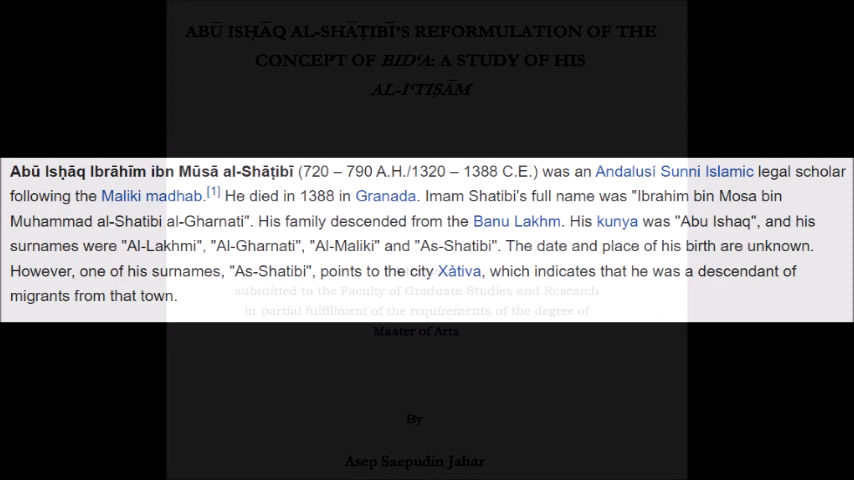 ABŪ ISḤĀQ AL-SHĀṬIBĪ'S REFORMULATION OF THE
CONCEPT OF BID'A: A STUDY OF HIS
AL-I'TIṢĀM
Abū Isḥāq Ibrāhīm ibn Mūsā al-Shāṭibī (720 – 790 A.H./1320 – 1388 C.E.) was an Andalusí Sunni Islamic legal scholar
following the Maliki madhab.[1] He died in 1388 in Granada. Imam Shatibi's full name was "Ibrahim bin Mosa bin
Muhammad al-Shatibi al-Gharnati". His family descended from the Banu Lakhm. His kunya was "Abu Ishaq", and his
surnames were "Al-Lakhmi", "Al-Gharnati", "Al-Maliki" and "As-Shatibi". The date and place of his birth are unknown.
However, one of his surnames, "As-Shatibi", points to the city Xàtiva, which indicates that he was a descendant of
migrants from that town.
submitted to the Faculty of Graduate Studies and Research
in partial fulfillment of the requirements of the degree of
Master of Arts
By
Asep Saepudin Jahar